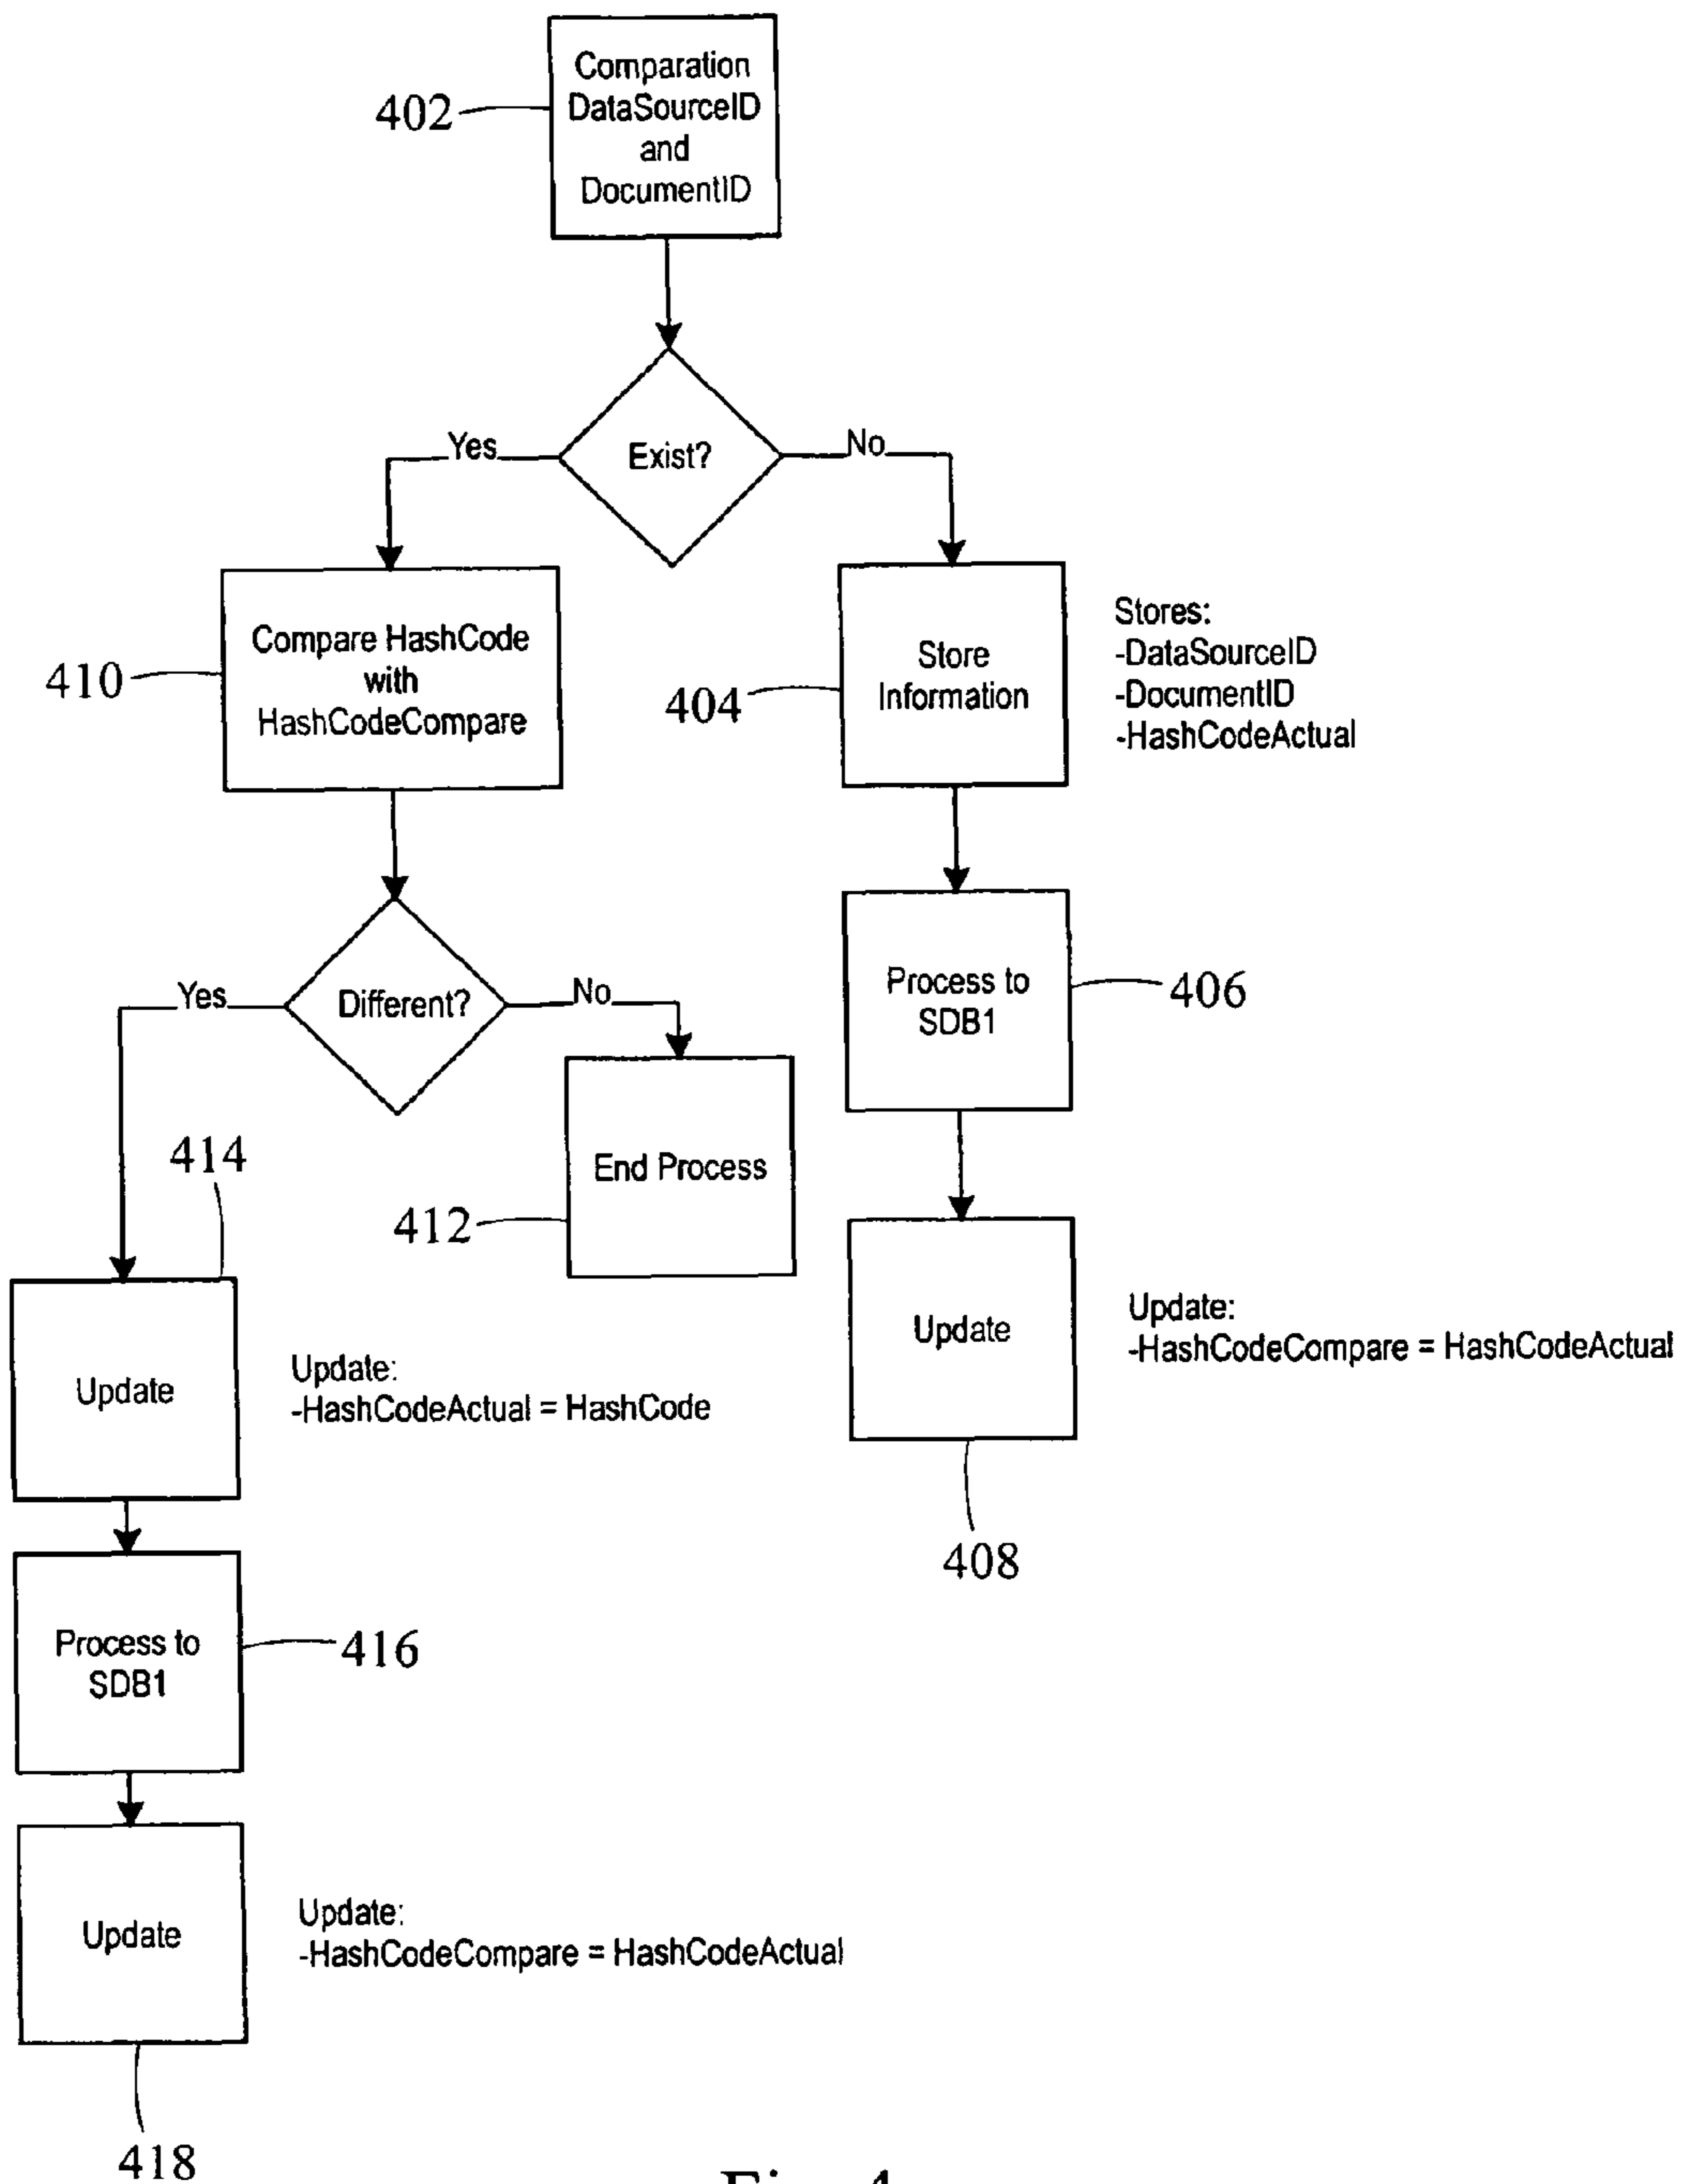 Comparation
DataSourceID
and
DocumentID
402
Exist?
Yes
No
Compare HashCode
with
HashCodeCompare
410
Store
Information
404
Stores:
-DataSourceID
-DocumentID
-HashCodeActual
Different?
Yes
No
Process to
SDB1
406
End Process
412
414
Update
Update:
-HashCodeActual = HashCode
Update
Update:
-HashCodeCompare = HashCodeActual
408
Process to
SDB1
416
Update
Update:
-HashCodeCompare = HashCodeActual
418